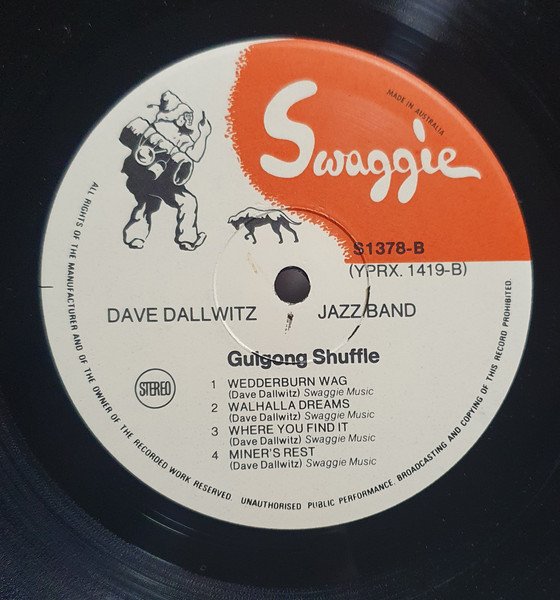 Swaggie
MADE IN AUSTRALIA
S1378-B
(YPRX. 1419-B)
DAVE DALLWITZ JAZZ BAND
Gulgong Shuffle
STEREO
1 WEDDERBURN WAG
(Dave Dallwitz) Swaggie Music
2 WALHALLA DREAMS
(Dave Dallwitz) Swaggie Music
3 WHERE YOU FIND IT
(Dave Dallwitz) Swaggie Music
4 MINER'S REST
(Dave Dallwitz) Swaggie Music
ALL RIGHTS OF THE MANUFACTURER AND OF THE OWNER OF THE RECORDED WORK RESERVED. UNAUTHORISED PUBLIC PERFORMANCE, BROADCASTING AND COPYING OF THIS RECORD PROHIBITED.